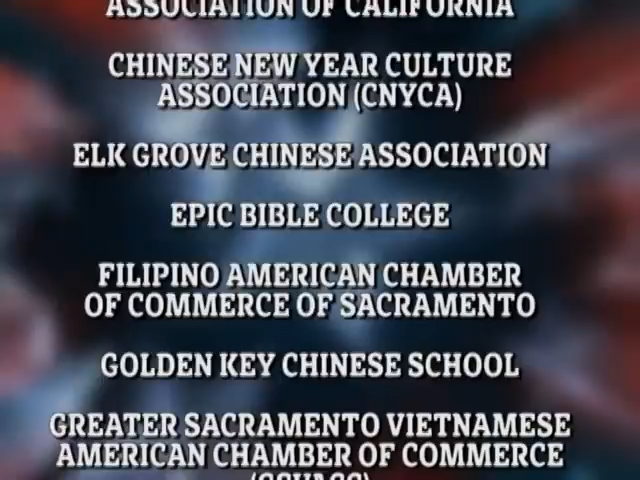 ASSOCIATION OF CALIFORNIA
CHINESE NEW YEAR CULTURE
ASSOCIATION (CNYCA)
ELK GROVE CHINESE ASSOCIATION
EPIC BIBLE COLLEGE
FILIPINO AMERICAN CHAMBER
OF COMMERCE OF SACRAMENTO
GOLDEN KEY CHINESE SCHOOL
GREATER SACRAMENTO VIETNAMESE
AMERICAN CHAMBER OF COMMERCE